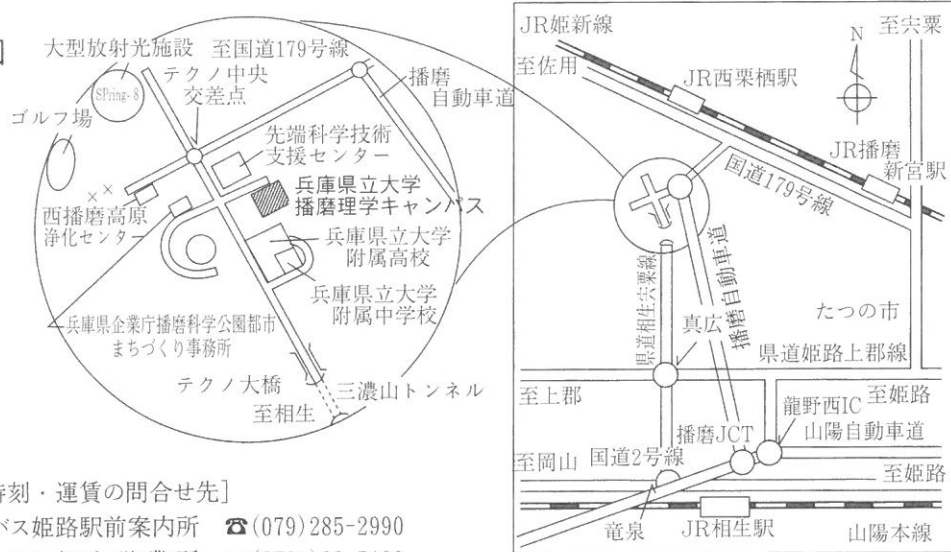 大型放射光施設
SPring-8
至国道179号線
テクノ中央
交差点
播磨
自動車道
ゴルフ場
先端科学技術
支援センター
兵庫県立大学
播磨理学キャンパス
西播磨高原
浄化センター
兵庫県立大学
附属高校
兵庫県立大学
附属中学校
兵庫県企業庁播磨科学公園都市
まちづくり事務所
テクノ大橋
三濃山トンネル
至相生
JR姫新線
至宍粟
至佐用
N
JR西栗栖駅
JR播磨
新宮駅
国道179号線
県道相生宍粟線
播磨自動車道
真広
たつの市
県道姫路上郡線
至上郡
至姫路
龍野西IC
播磨JCT
山陽自動車道
至岡山
国道2号線
至姫路
竜泉
JR相生駅
山陽本線
時刻・運賃の問合せ先]
バス姫路駅前案内所 ☎(079)285-2990